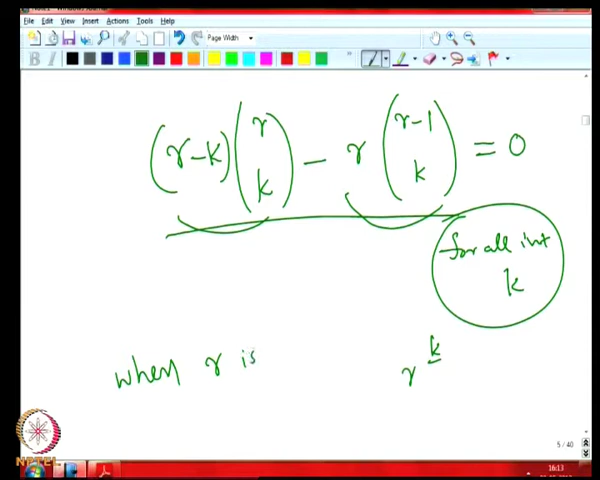 File Edit View Insert Actions Tools Help
Page Width
(r-k) (r k) - r (r-1 k) = 0
for all int
k
when r is r^k
5 / 40
NPTEL
16:13